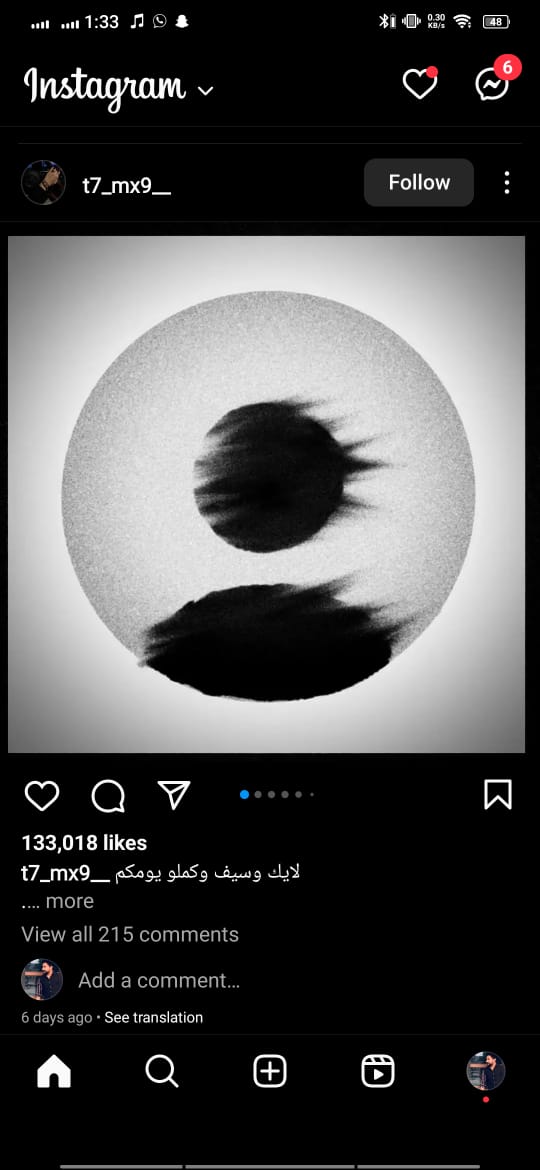 1:33
0.30
KB/s
48
Instagram
6
t7_mx9__
Follow
133,018 likes
t7_mx9__ لايك وسيف وكملو يومكم
.... more
View all 215 comments
Add a comment...
6 days ago • See translation